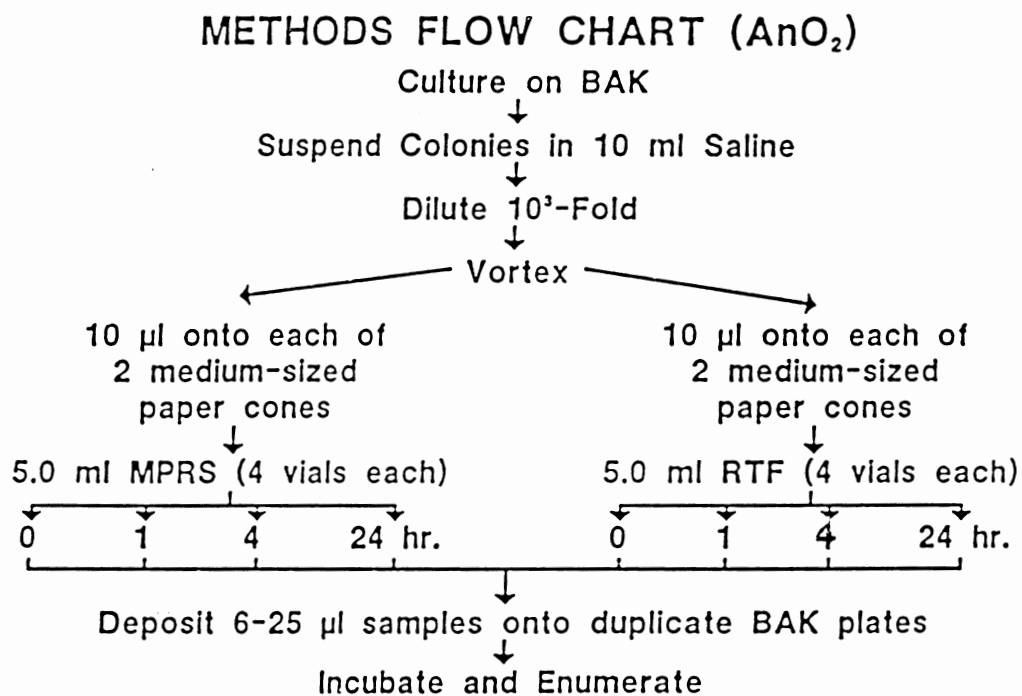 METHODS FLOW CHART (AnO₂)
Culture on BAK
Suspend Colonies in 10 ml Saline
Dilute 10³-Fold
Vortex
10 µl onto each of
2 medium-sized
paper cones
5.0 ml MPRS (4 vials each)
0 1 4 24 hr.
10 µl onto each of
2 medium-sized
paper cones
5.0 ml RTF (4 vials each)
0 1 4 24 hr.
Deposit 6-25 µl samples onto duplicate BAK plates
Incubate and Enumerate